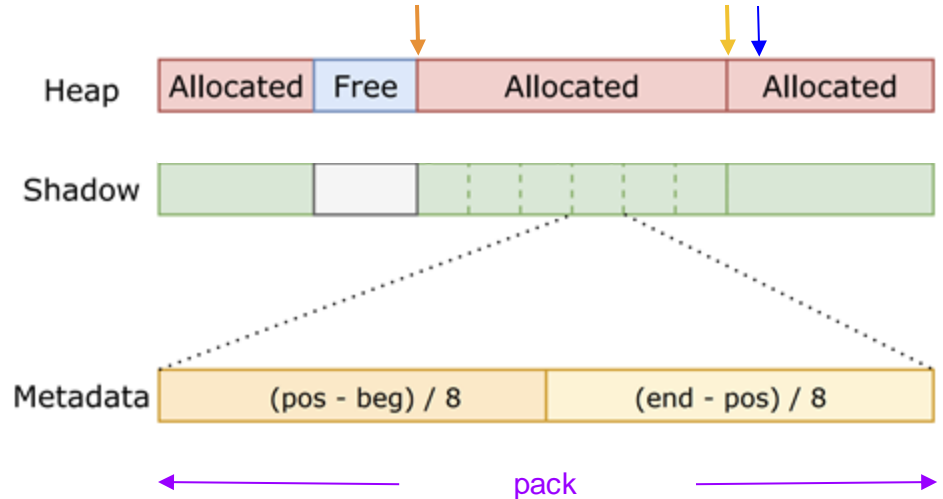 Heap
Allocated
Free
Allocated
Allocated
Shadow
Metadata
(pos - beg) / 8
(end - pos) / 8
pack